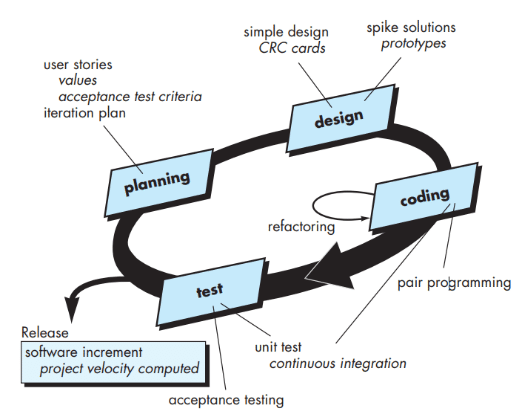 simple design
CRC cards
spike solutions
prototypes
user stories
values
acceptance test criteria
iteration plan
design
planning
coding
refactoring
test
pair programming
Release
software increment
project velocity computed
unit test
continuous integration
acceptance testing